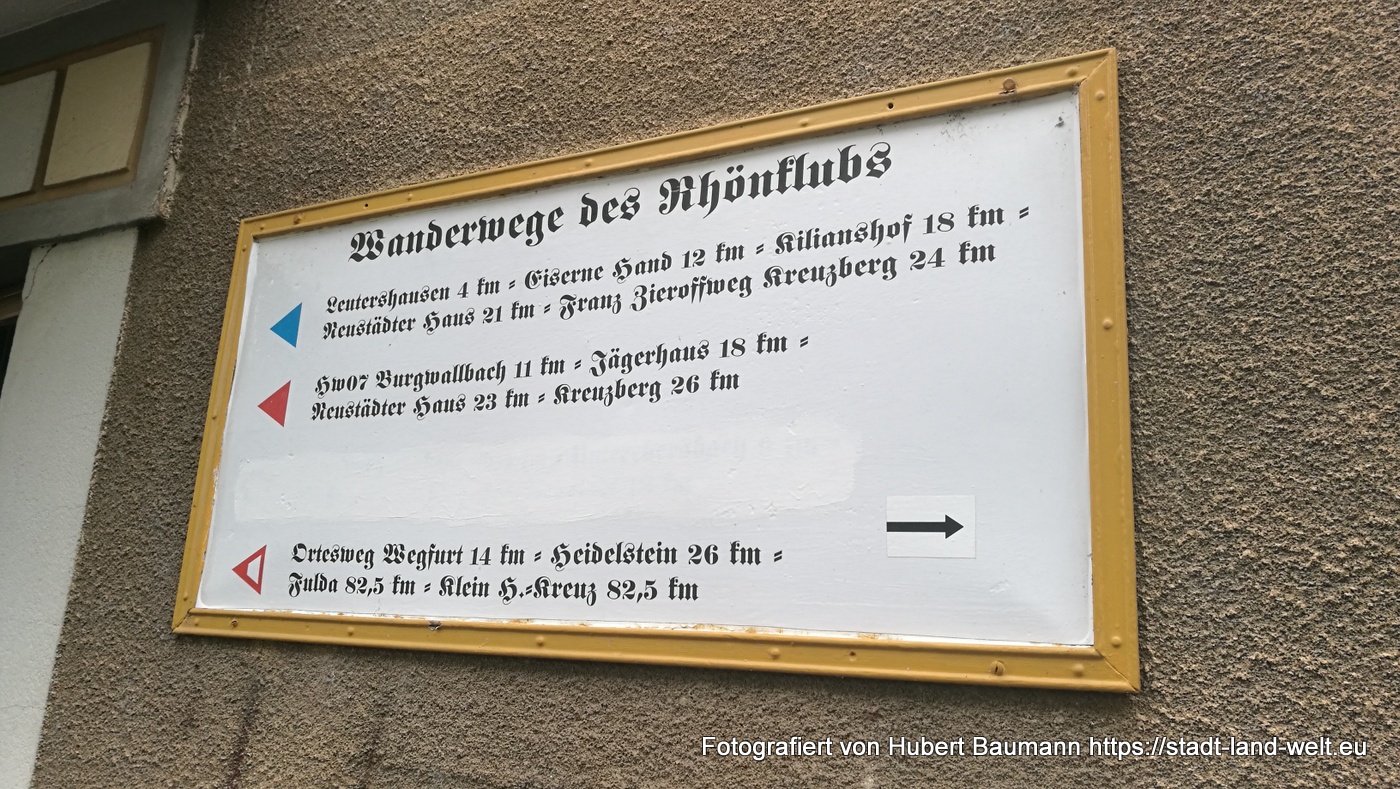 Wanderwege des Rhönklubs
Leutershausen 4 km = Eiserne Hand 12 km = Kilianshof 18 km =
Neustädter Haus 21 km = Franz Zieroffweg Kreuzberg 24 km
Hw07 Burgwallbach 11 km = Jägerhaus 18 km =
Neustädter Haus 23 km = Kreuzberg 26 km
Ortesweg Wegfurt 14 km = Heidelstein 26 km =
Fulda 82,5 km = Klein H.=Kreuz 82,5 km
Fotografiert von Hubert Baumann https://stadt-land-welt.eu